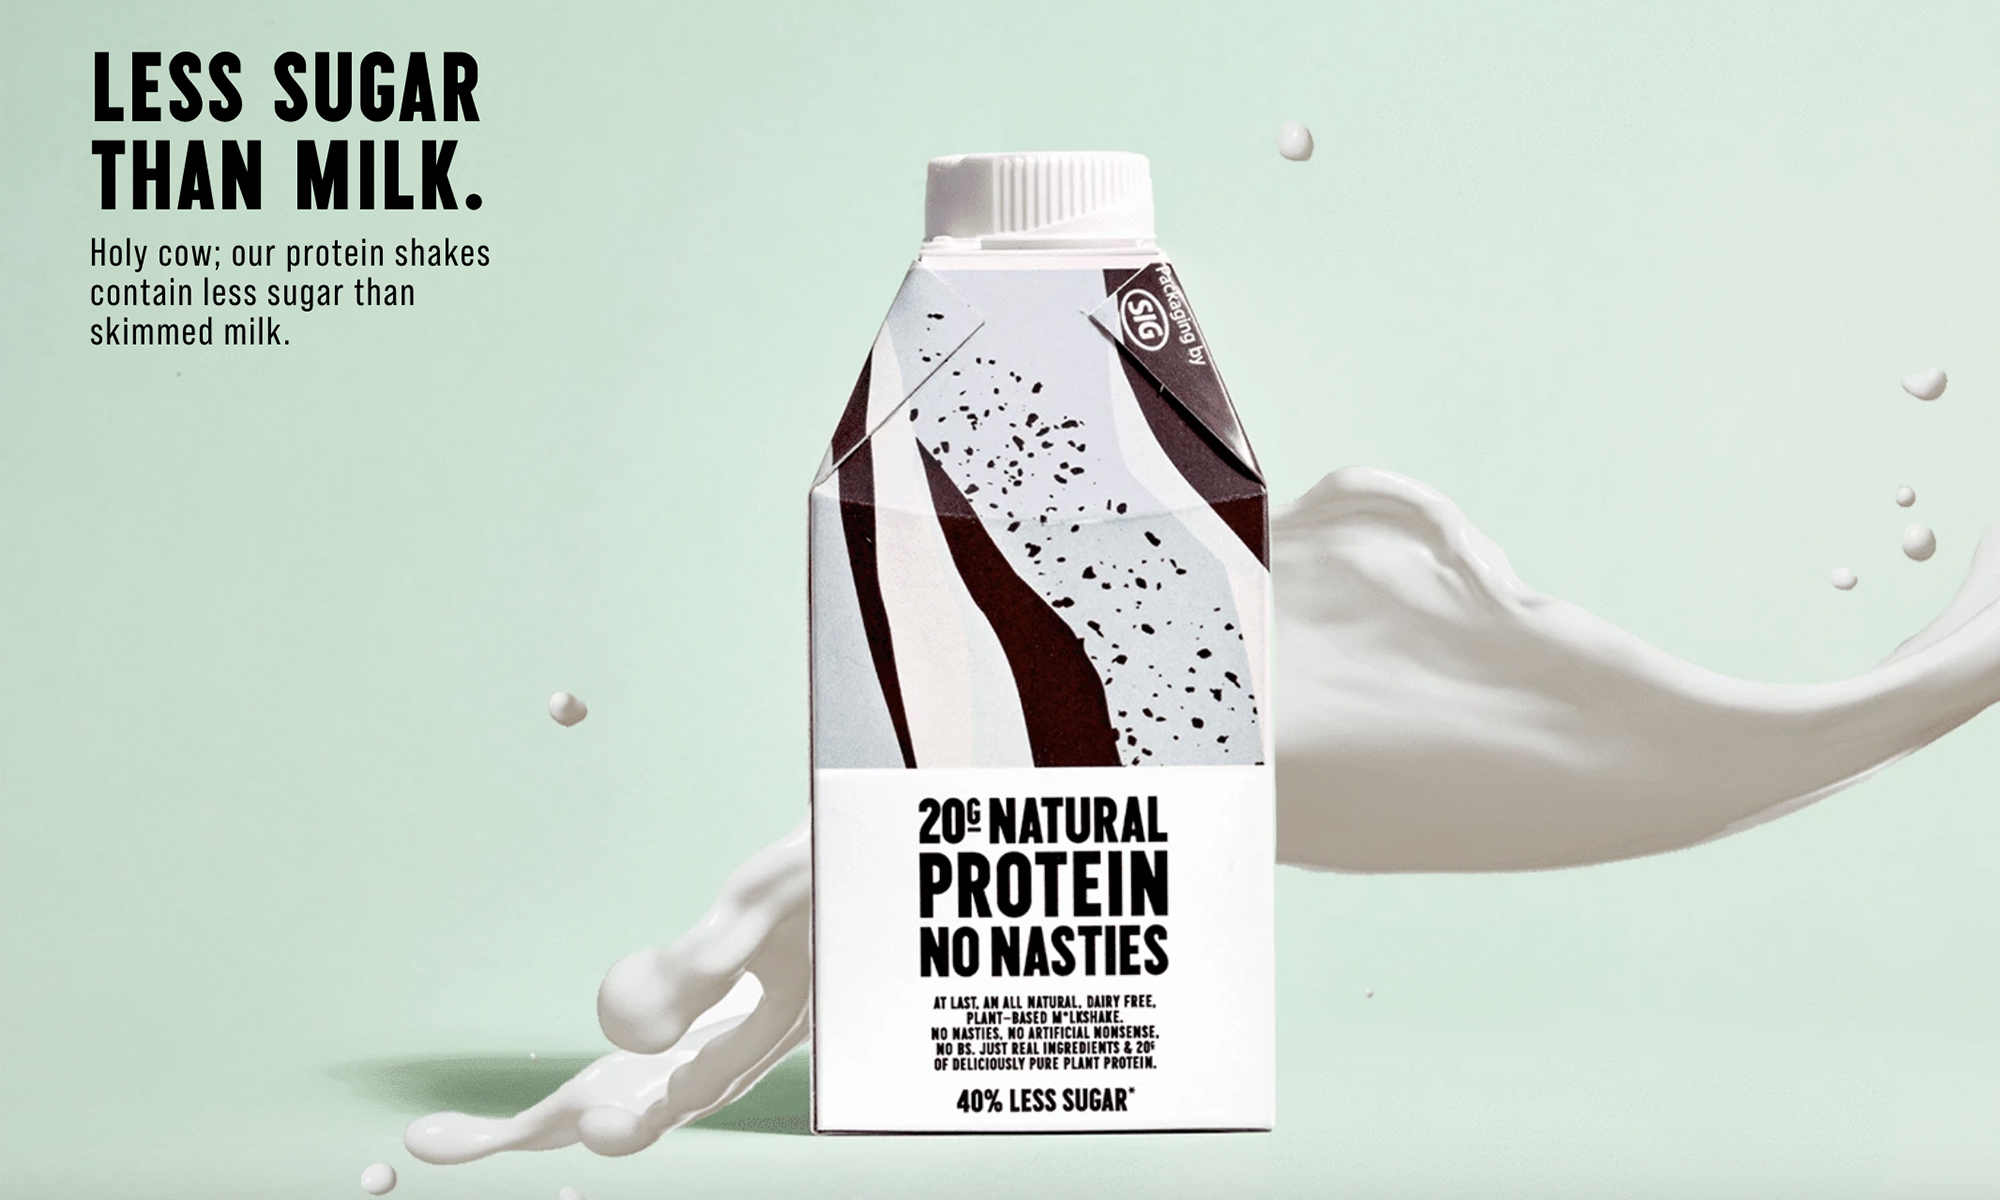 LESS SUGAR
THAN MILK.
Holy cow; our protein shakes
contain less sugar than
skimmed milk.
Packaging by
SIG
20G NATURAL
PROTEIN
NO NASTIES
AT LAST, AN ALL NATURAL, DAIRY FREE,
PLANT-BASED M*LKSHAKE.
NO NASTIES, NO ARTIFICIAL NONSENSE,
NO BS. JUST REAL INGREDIENTS & 20G
OF DELICIOUSLY PURE PLANT PROTEIN.
40% LESS SUGAR*